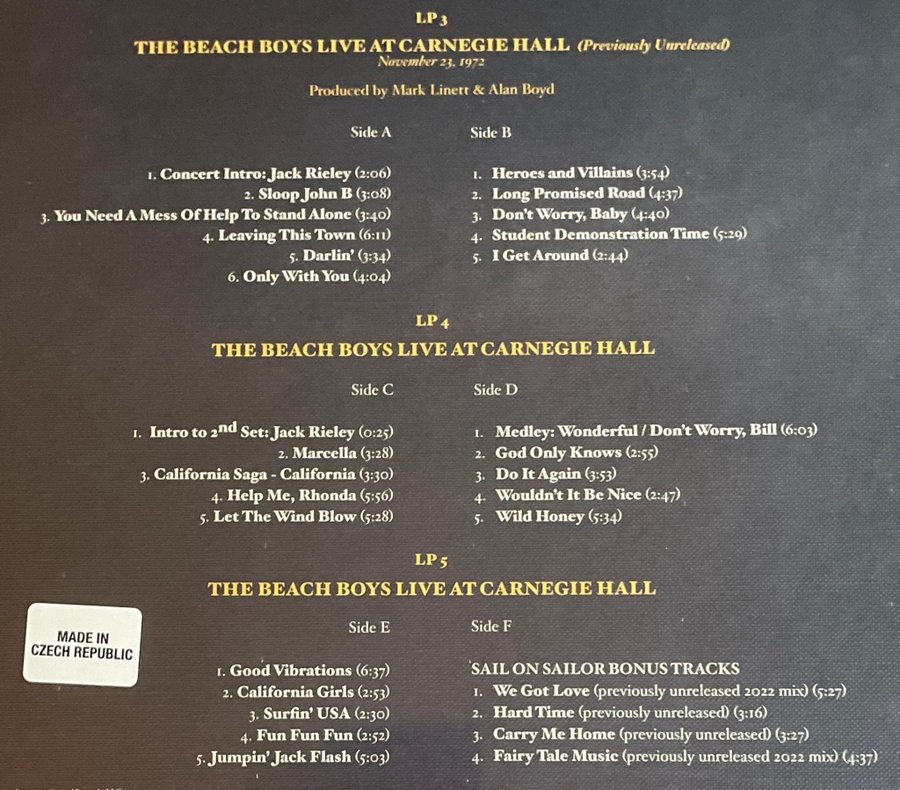 LP 3
THE BEACH BOYS LIVE AT CARNEGIE HALL (Previously Unreleased)
November 23, 1972
Produced by Mark Linett & Alan Boyd
Side A
1. Concert Intro: Jack Rieley (2:06)
2. Sloop John B (3:08)
3. You Need A Mess Of Help To Stand Alone (3:40)
4. Leaving This Town (6:11)
5. Darlin' (3:34)
6. Only With You (4:04)
Side B
1. Heroes and Villains (3:54)
2. Long Promised Road (4:37)
3. Don't Worry, Baby (4:40)
4. Student Demonstration Time (5:29)
5. I Get Around (2:44)
LP 4
THE BEACH BOYS LIVE AT CARNEGIE HALL
Side C
1. Intro to 2nd Set: Jack Rieley (0:25)
2. Marcella (3:28)
3. California Saga - California (3:30)
4. Help Me, Rhonda (5:56)
5. Let The Wind Blow (5:28)
Side D
1. Medley: Wonderful / Don't Worry, Bill (6:03)
2. God Only Knows (2:55)
3. Do It Again (3:53)
4. Wouldn't It Be Nice (2:47)
5. Wild Honey (5:34)
LP 5
THE BEACH BOYS LIVE AT CARNEGIE HALL
Side E
1. Good Vibrations (6:37)
2. California Girls (2:53)
3. Surfin' USA (2:30)
4. Fun Fun Fun (2:52)
5. Jumpin' Jack Flash (5:03)
Side F
SAIL ON SAILOR BONUS TRACKS
1. We Got Love (previously unreleased 2022 mix) (5:27)
2. Hard Time (previously unreleased) (3:16)
3. Carry Me Home (previously unreleased) (3:27)
4. Fairy Tale Music (previously unreleased 2022 mix) (4:37)
MADE IN
CZECH REPUBLIC